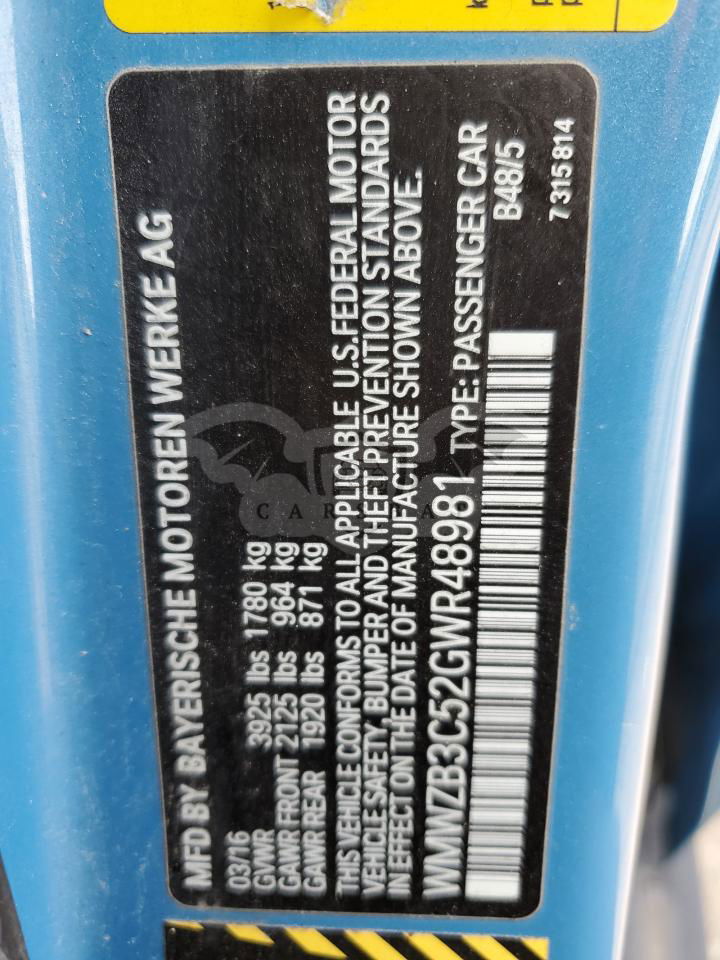 MFD BY BAYERISCHE MOTOREN WERKE AG
03/16
GVWR 3925 lbs 1780 kg
GAWR FRONT 2125 lbs 964 kg
GAWR REAR 1920 lbs 871 kg
THIS VEHICLE CONFORMS TO ALL APPLICABLE U.S.FEDERAL MOTOR
VEHICLE SAFETY, BUMPER AND THEFT PREVENTION STANDARDS
IN EFFECT ON THE DATE OF MANUFACTURE SHOWN ABOVE.
WMWZB3C52GWR48981 TYPE: PASSENGER CAR
B48/5
7 315 814